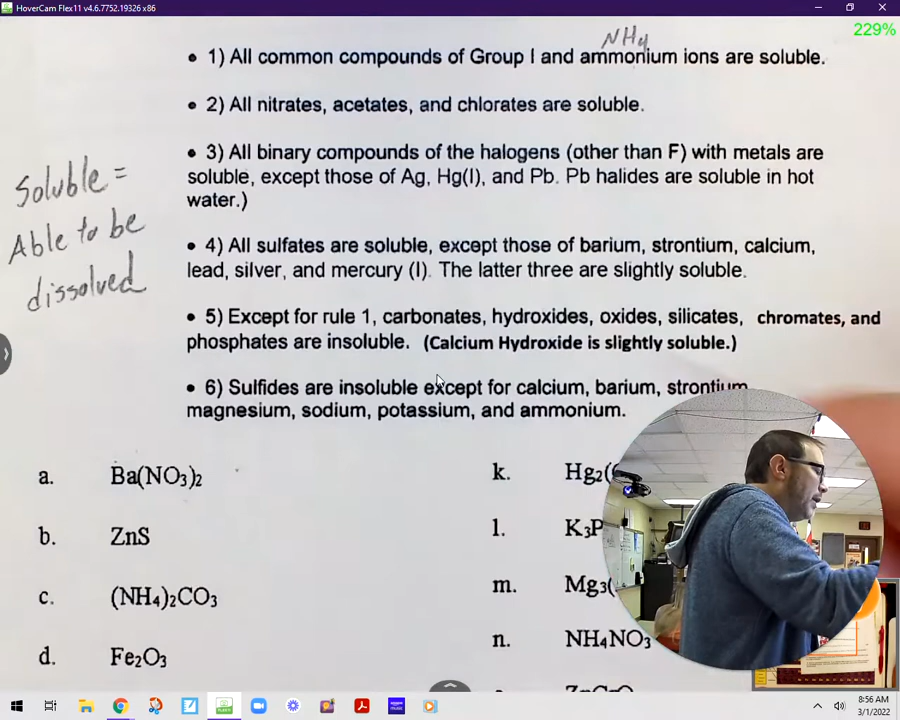 HoverCam Flex11 v4.6.7752.19326 x86
229%
NH4
• 1) All common compounds of Group I and ammonium ions are soluble.
• 2) All nitrates, acetates, and chlorates are soluble.
• 3) All binary compounds of the halogens (other than F) with metals are
soluble, except those of Ag, Hg(I), and Pb. Pb halides are soluble in hot
water.)
Soluble =
Able to be
dissolved
• 4) All sulfates are soluble, except those of barium, strontium, calcium,
lead, silver, and mercury (I). The latter three are slightly soluble.
• 5) Except for rule 1, carbonates, hydroxides, oxides, silicates, chromates, and
phosphates are insoluble. (Calcium Hydroxide is slightly soluble.)
• 6) Sulfides are insoluble except for calcium, barium, strontium,
magnesium, sodium, potassium, and ammonium.
a. Ba(NO3)2
b. ZnS
c. (NH4)2CO3
d. Fe2O3
k. Hg2(
l. K3P
m. Mg3(
n. NH4NO3
8:56 AM
3/1/2022